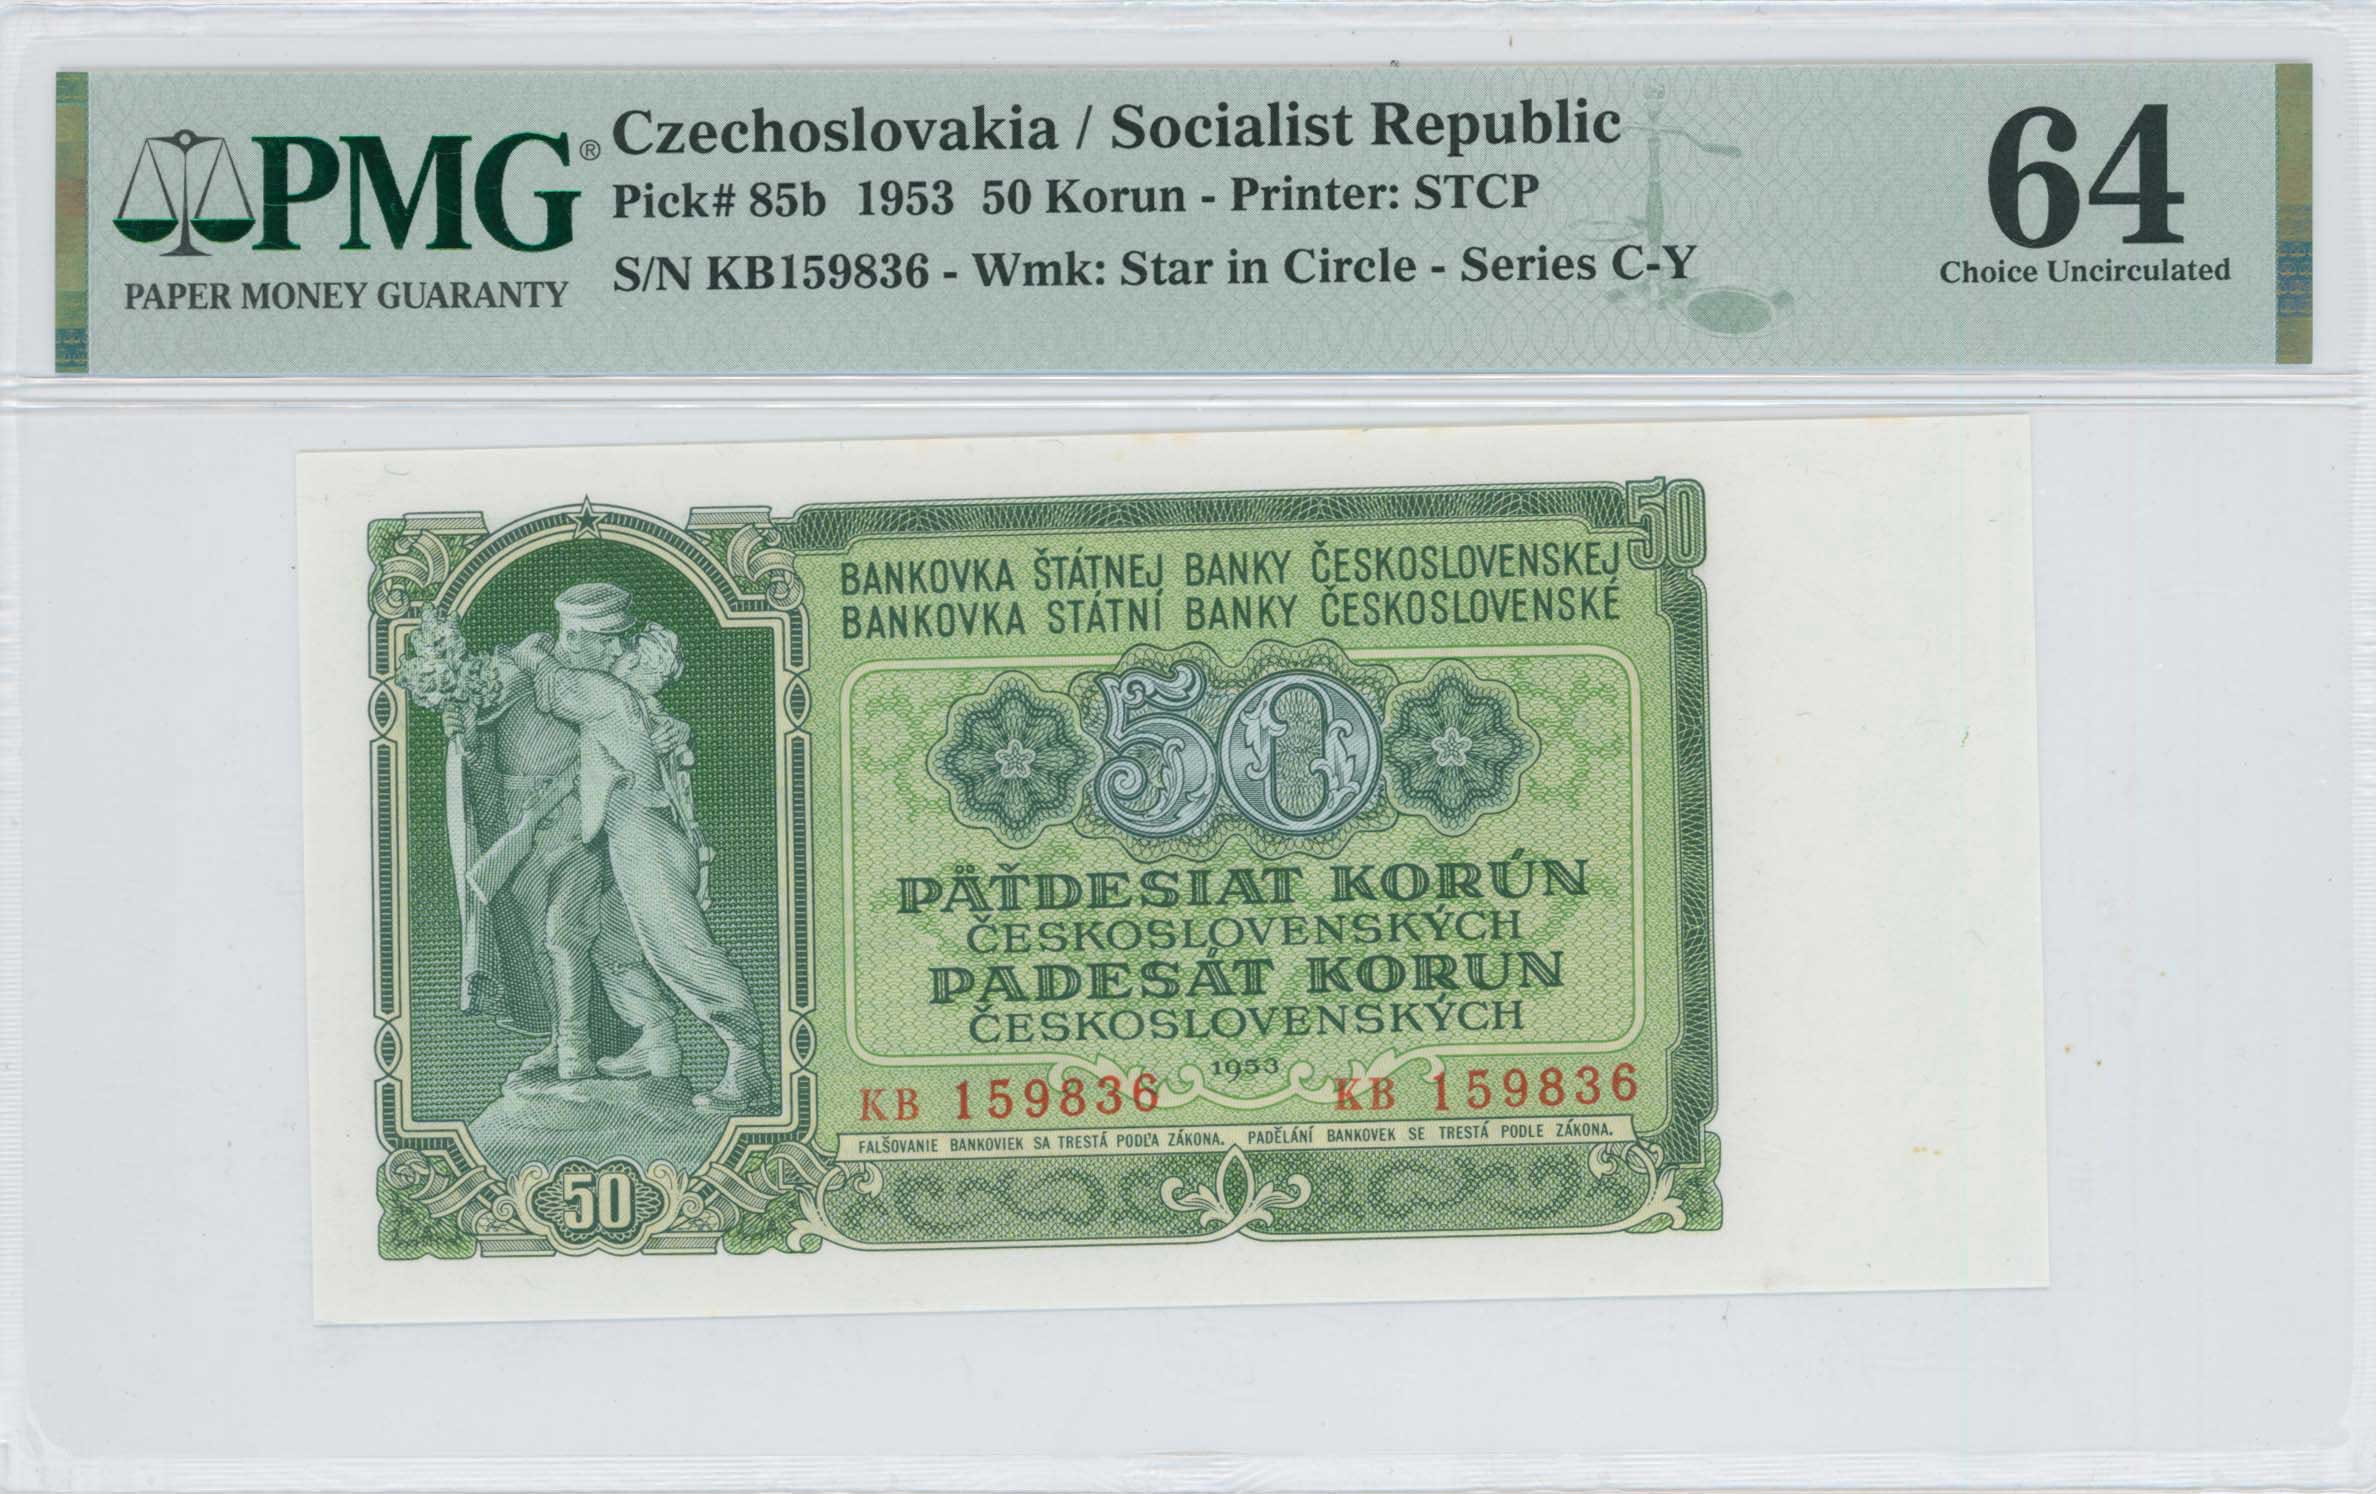 PMG®
PAPER MONEY GUARANTY
Czechoslovakia / Socialist Republic
Pick# 85b 1953 50 Korun - Printer: STCP
S/N KB159836 - Wmk: Star in Circle - Series C-Y
64
Choice Uncirculated
50
BANKOVKA ŠTÁTNEJ BANKY ČESKOSLOVENSKEJ
BANKOVKA STÁTNÍ BANKY ČESKOSLOVENSKÉ
50
PÄŤDESIAT KORÚN
ČESKOSLOVENSKÝCH
PADESÁT KORUN
ČESKOSLOVENSKÝCH
1953
KB 159836 KB 159836
FALŠOVANIE BANKOVIEK SA TRESTÁ PODĽA ZÁKONA. PADĚLÁNÍ BANKOVEK SE TRESTÁ PODLE ZÁKONA.
50